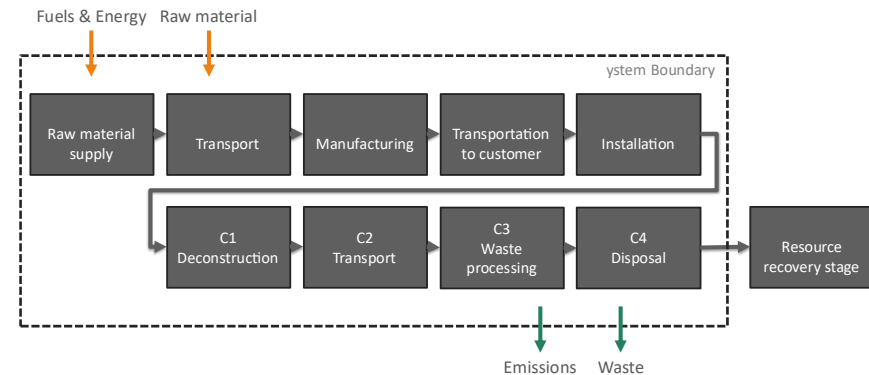 Fuels & Energy
Raw material
ystem Boundary
Raw material
supply
Transport
Manufacturing
Transportation
to customer
Installation
C1
Deconstruction
C2
Transport
C3
Waste
processing
C4
Disposal
Resource
recovery stage
Emissions
Waste